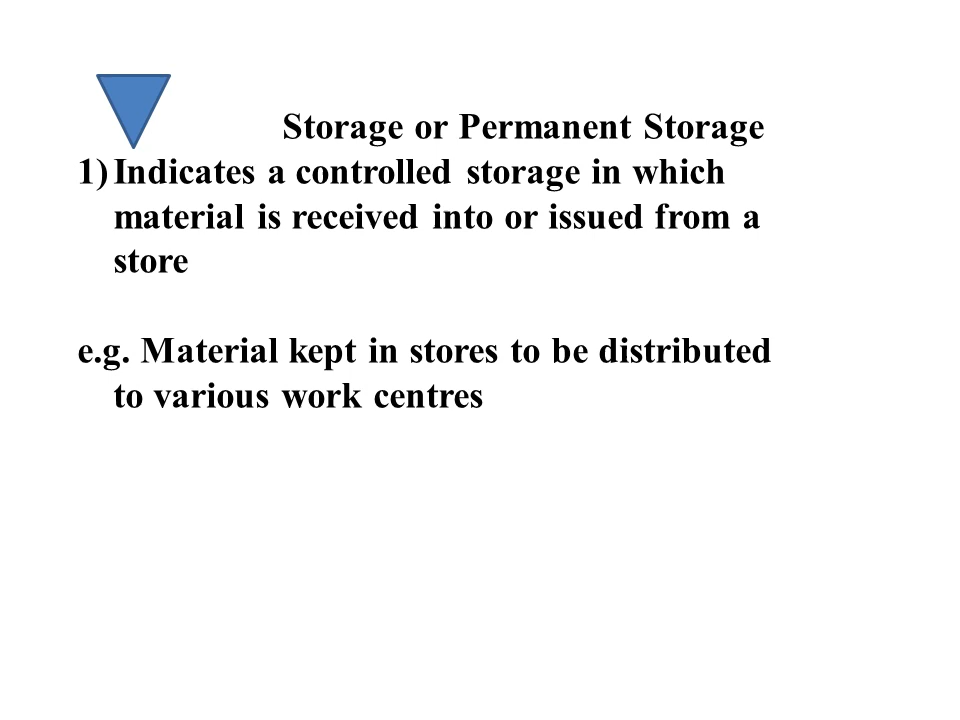 Storage or Permanent Storage
1) Indicates a controlled storage in which
material is received into or issued from a
store
e.g. Material kept in stores to be distributed
to various work centres